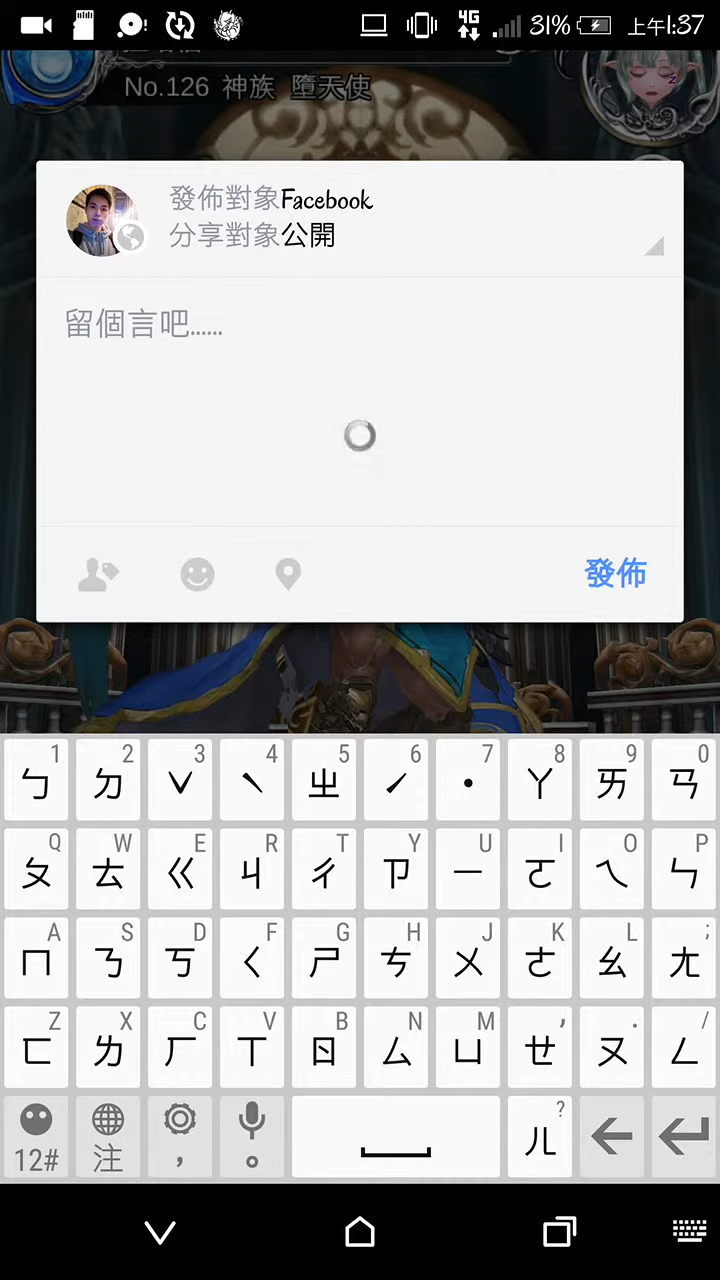 4G 31% 上午1:37
No.126 神族 墮天使
發佈對象Facebook
分享對象公開
留個言吧......
發佈
1 2 3 4 5 6 7 8 9 0
ㄅ ㄉ ˇ ˋ ㄓ ˊ ˙ ㄚ ㄞ ㄢ
Q W E R T Y U I O P
ㄆ ㄊ ㄍ ㄐ ㄔ ㄗ ㄧ ㄛ ㄟ ㄣ
A S D F G H J K L ;
ㄇ ㄋ ㄎ ㄑ ㄕ ㄘ ㄨ ㄜ ㄠ ㄤ
Z X C V B N M , . /
ㄈ ㄌ ㄏ ㄒ ㄖ ㄙ ㄩ ㄝ ㄡ ㄥ
?
12# 注 , 。 ㄦ